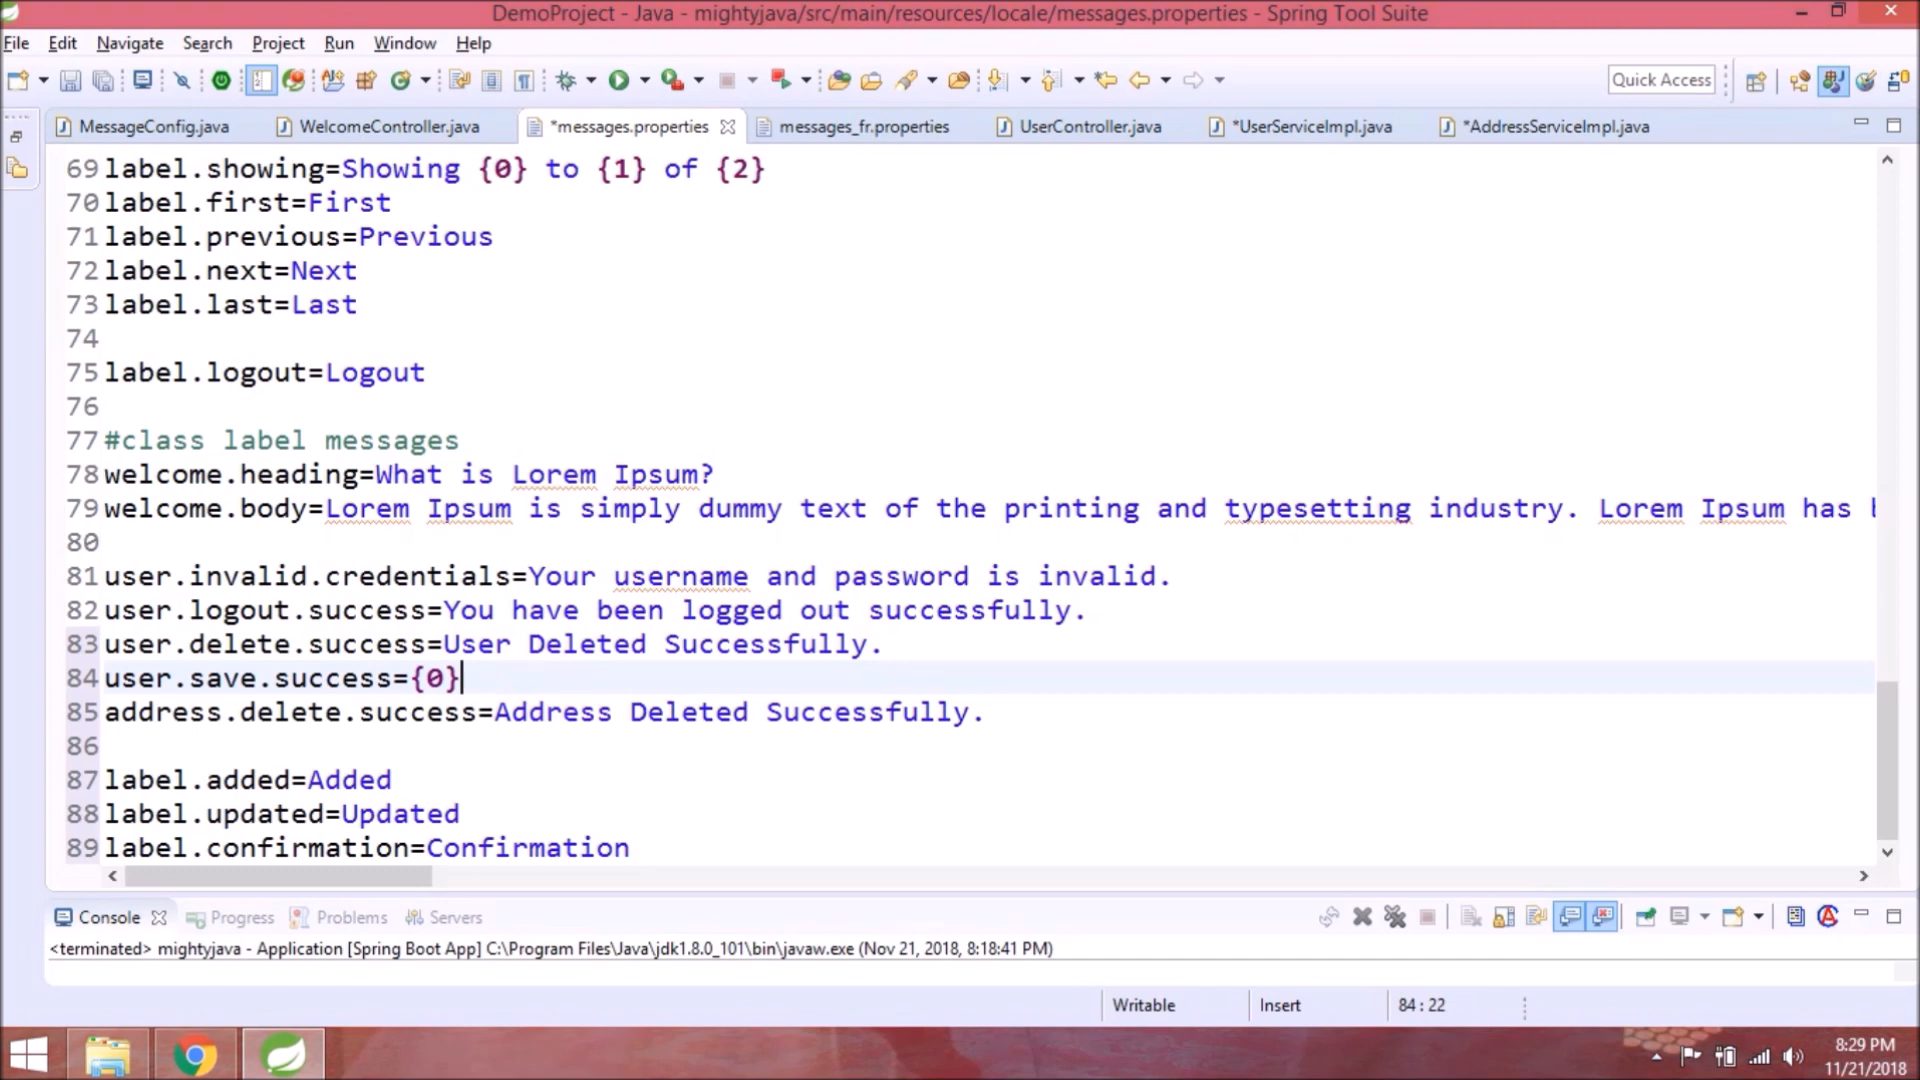 DemoProject - Java - mightyjava/src/main/resources/locale/messages.properties - Spring Tool Suite
File Edit Navigate Search Project Run Window Help
Quick Access
MessageConfig.java WelcomeController.java *messages.properties messages_fr.properties UserController.java *UserServiceImpl.java *AddressServiceImpl.java
69 label.showing=Showing {0} to {1} of {2}
70 label.first=First
71 label.previous=Previous
72 label.next=Next
73 label.last=Last
74
75 label.logout=Logout
76
77 #class label messages
78 welcome.heading=What is Lorem Ipsum?
79 welcome.body=Lorem Ipsum is simply dummy text of the printing and typesetting industry. Lorem Ipsum has
80
81 user.invalid.credentials=Your username and password is invalid.
82 user.logout.success=You have been logged out successfully.
83 user.delete.success=User Deleted Successfully.
84 user.save.success={0}
85 address.delete.success=Address Deleted Successfully.
86
87 label.added=Added
88 label.updated=Updated
89 label.confirmation=Confirmation
Console Progress Problems Servers
<terminated> mightyjava - Application [Spring Boot App] C:\Program Files\Java\jdk1.8.0_101\bin\javaw.exe (Nov 21, 2018, 8:18:41 PM)
Writable Insert 84 : 22
8:29 PM
11/21/2018